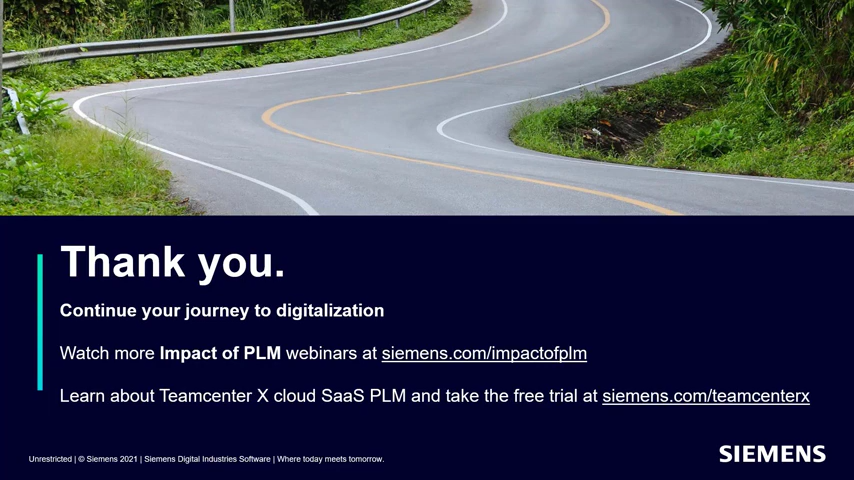 Thank you.
Continue your journey to digitalization
Watch more Impact of PLM webinars at siemens.com/impactofplm
Learn about Teamcenter X cloud SaaS PLM and take the free trial at siemens.com/teamcenterx
Unrestricted | © Siemens 2021 | Siemens Digital Industries Software | Where today meets tomorrow.
SIEMENS